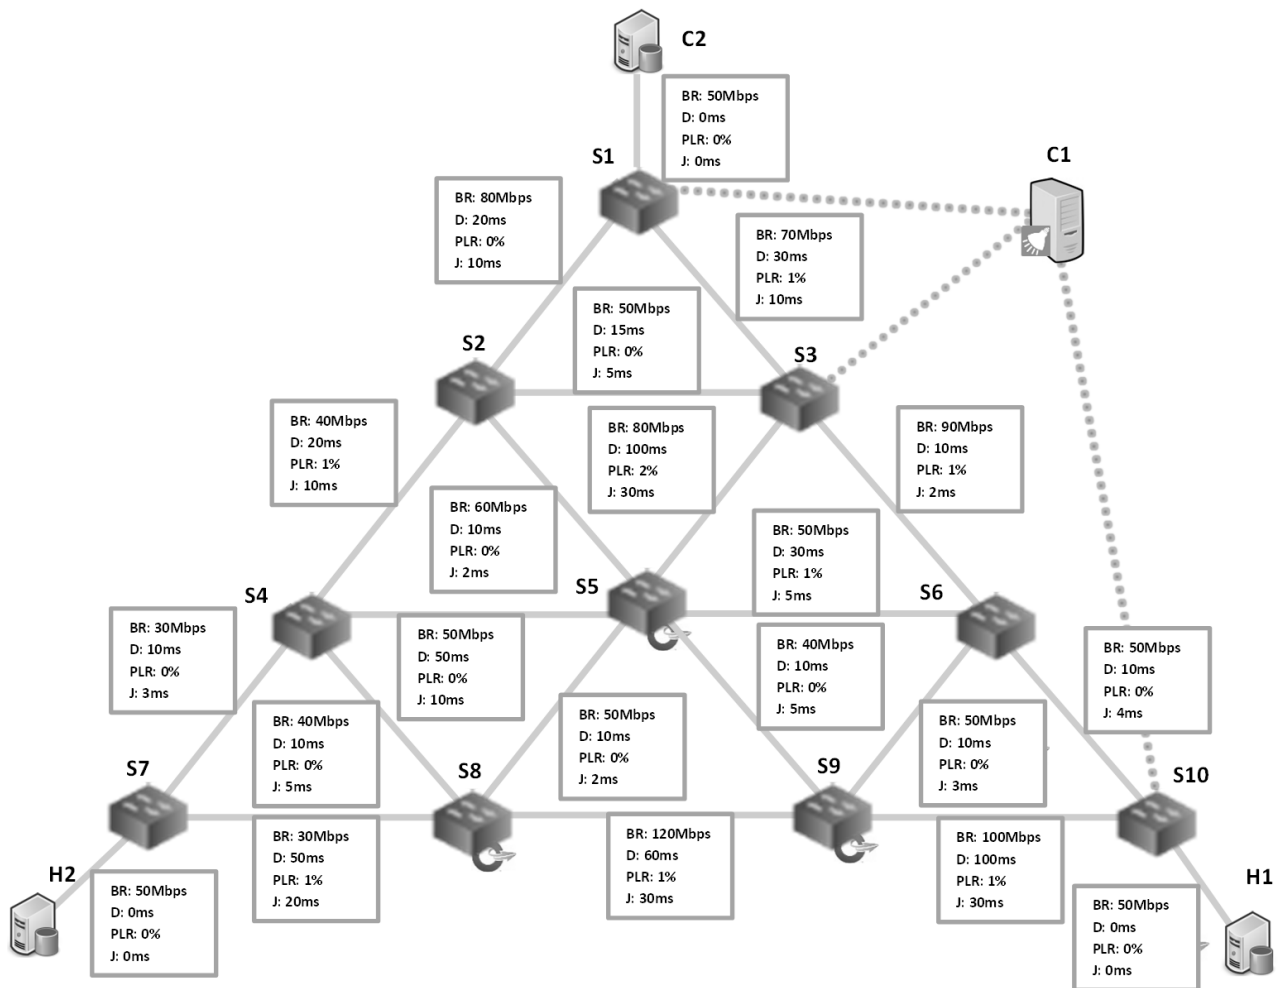 C2
BR: 50Mbps
D: 0ms
PLR: 0%
J: 0ms
S1
C1
BR: 80Mbps
D: 20ms
PLR: 0%
J: 10ms
BR: 70Mbps
D: 30ms
PLR: 1%
J: 10ms
BR: 50Mbps
D: 15ms
PLR: 0%
J: 5ms
S2
S3
BR: 40Mbps
D: 20ms
PLR: 1%
J: 10ms
BR: 80Mbps
D: 100ms
PLR: 2%
J: 30ms
BR: 90Mbps
D: 10ms
PLR: 1%
J: 2ms
BR: 60Mbps
D: 10ms
PLR: 0%
J: 2ms
BR: 50Mbps
D: 30ms
PLR: 1%
J: 5ms
S4
S5
S6
BR: 30Mbps
D: 10ms
PLR: 0%
J: 3ms
BR: 50Mbps
D: 50ms
PLR: 0%
J: 10ms
BR: 40Mbps
D: 10ms
PLR: 0%
J: 5ms
BR: 50Mbps
D: 10ms
PLR: 0%
J: 4ms
BR: 40Mbps
D: 10ms
PLR: 0%
J: 5ms
BR: 50Mbps
D: 10ms
PLR: 0%
J: 2ms
BR: 50Mbps
D: 10ms
PLR: 0%
J: 3ms
S7
S8
S9
S10
BR: 30Mbps
D: 50ms
PLR: 1%
J: 20ms
BR: 120Mbps
D: 60ms
PLR: 1%
J: 30ms
BR: 100Mbps
D: 100ms
PLR: 1%
J: 30ms
H2
BR: 50Mbps
D: 0ms
PLR: 0%
J: 0ms
H1
BR: 50Mbps
D: 0ms
PLR: 0%
J: 0ms